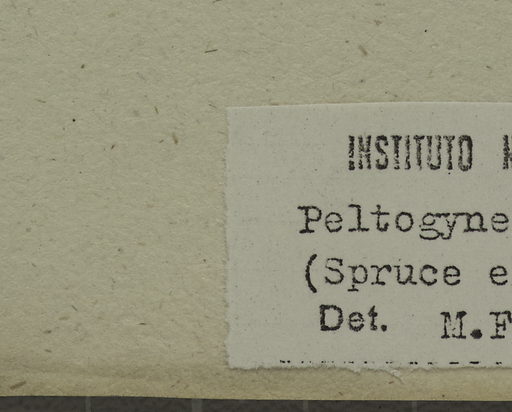 INSTITUTO
Peltogyne
(Spruce e
Det. M.F